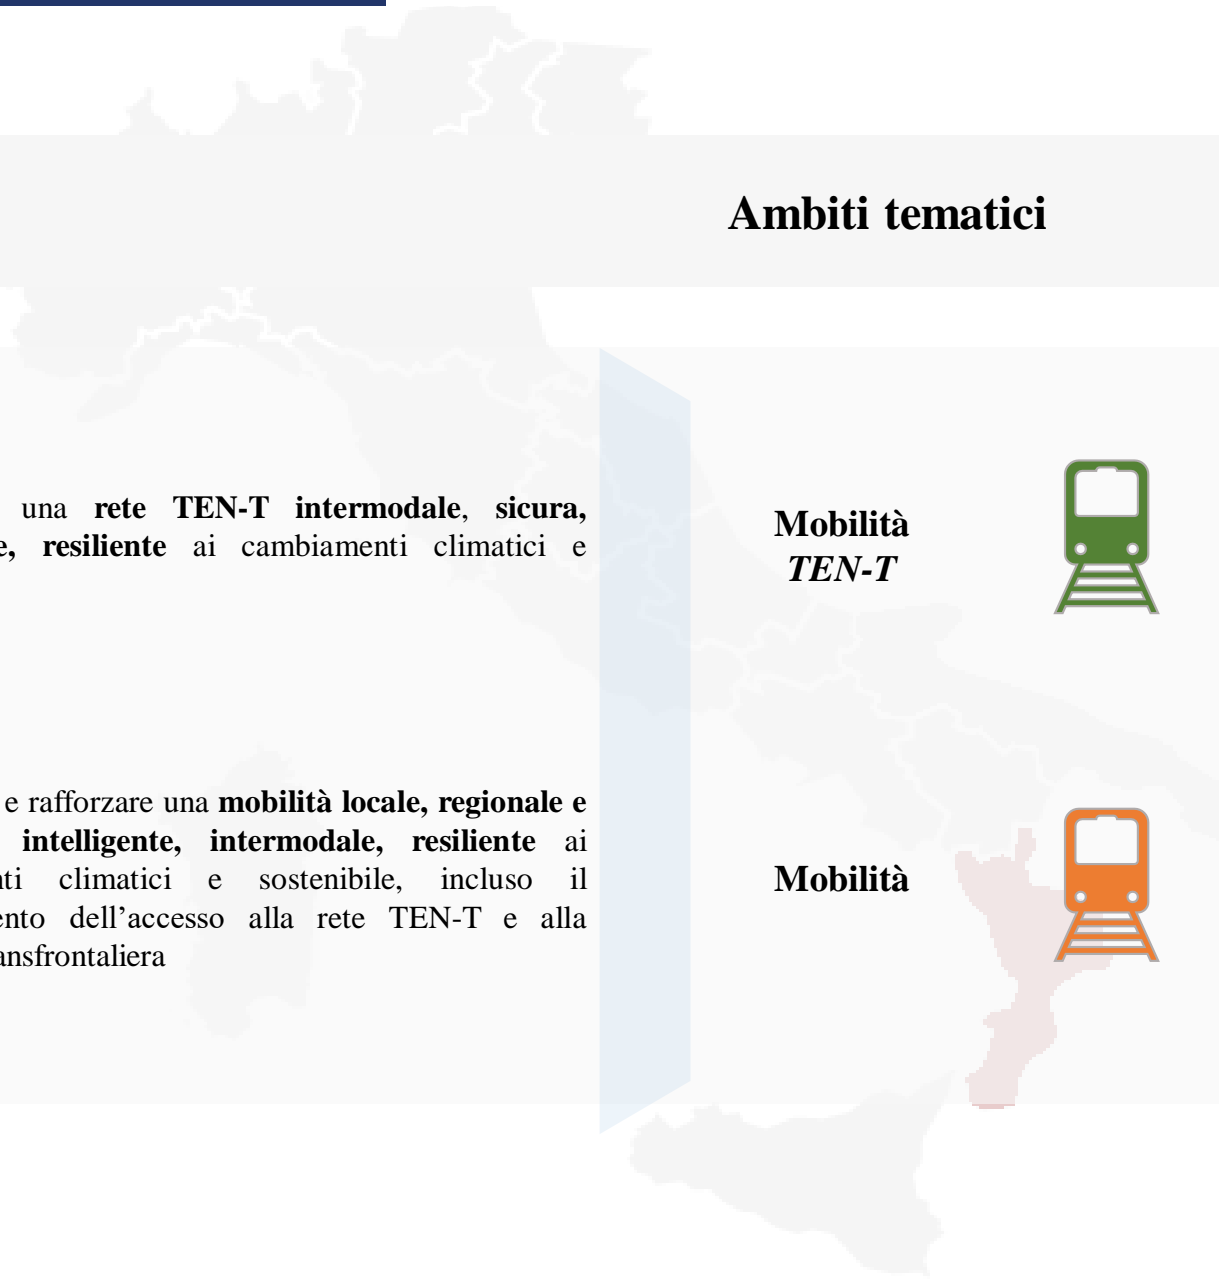 Ambiti tematici
una rete TEN-T intermodale, sicura,
e, resiliente ai cambiamenti climatici e
Mobilità
TEN-T
e rafforzare una mobilità locale, regionale e
intelligente, intermodale, resiliente ai
nti climatici e sostenibile, incluso il
ento dell’accesso alla rete TEN-T e alla
ansfrontaliera
Mobilità